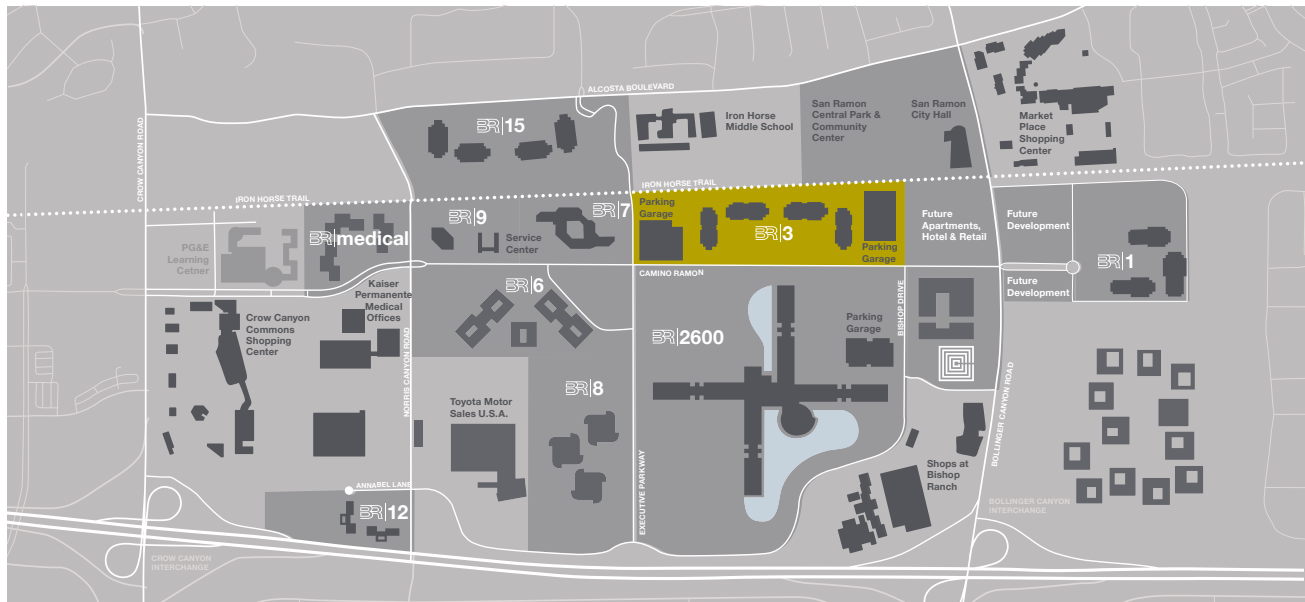 ALCOSTA BOULEVARD
CROW CANYON ROAD
BR|15
Iron Horse
Middle School
San Ramon
Central Park &
Community
Center
San Ramon
City Hall
Market
Place
Shopping
Center
IRON HORSE TRAIL
IRON HORSE TRAIL
PG&E
Learning
Cetner
BR|medical
BR|9
Service
Center
BR|7
Parking
Garage
BR|3
Parking
Garage
Future
Apartments,
Hotel & Retail
Future
Development
BR|1
Future
Development
CAMINO RAMON
Kaiser
Permanente
Medical
Offices
Crow Canyon
Commons
Shopping
Center
NORRIS CANYON ROAD
BR|6
BR|2600
Parking
Garage
BISHOP DRIVE
BOLLINGER CANYON ROAD
Toyota Motor
Sales U.S.A.
BR|8
EXECUTIVE PARKWAY
Shops at
Bishop
Ranch
ANNABEL LANE
BR|12
CROW CANYON
INTERCHANGE
BOLLINGER CANYON
INTERCHANGE